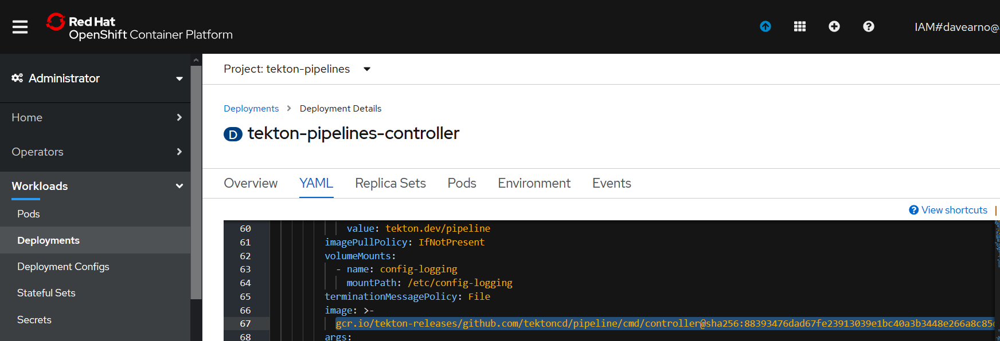 Red Hat
OpenShift Container Platform
IAM#davearno@
Administrator
Home
Operators
Workloads
Pods
Deployments
Deployment Configs
Stateful Sets
Secrets
Project: tekton-pipelines
Deployments > Deployment Details
D tekton-pipelines-controller
Overview YAML Replica Sets Pods Environment Events
View shortcuts
60 value: tekton.dev/pipeline
61 imagePullPolicy: IfNotPresent
62 volumeMounts:
63 - name: config-logging
64 mountPath: /etc/config-logging
65 terminationMessagePolicy: File
66 image: >-
67 gcr.io/tekton-releases/github.com/tektoncd/pipeline/cmd/controller@sha256:88393476dad67fe23913039e1bc40a3b3448e266a8c85
68 args: